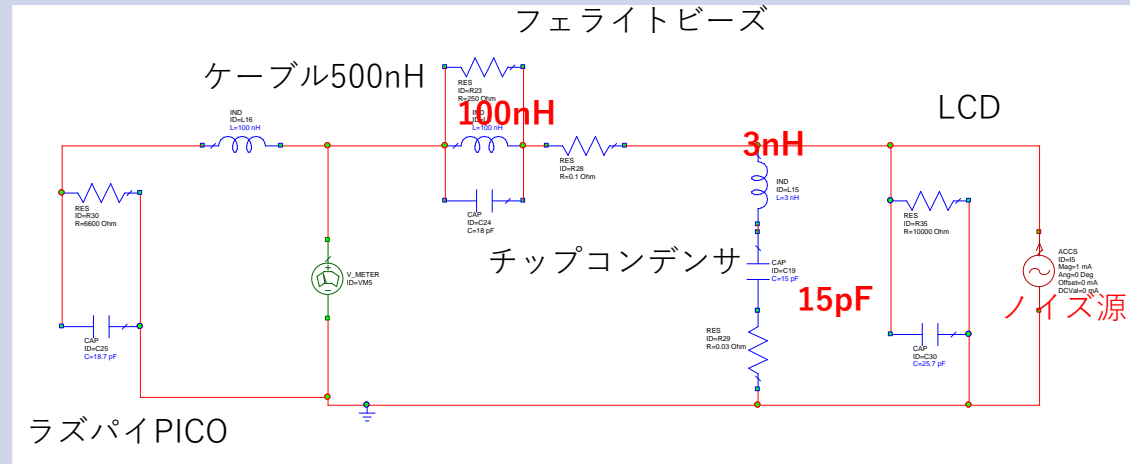 フェライトビーズ
ケーブル500nH
RES
ID=R23
R=250 Ohm
100nH
IND
L=100 nH
LCD
IND
ID=L16
L=100 nH
3nH
RES
ID=R28
R=0.1 Ohm
IND
ID=L15
L=3 nH
RES
ID=R30
R=6600 Ohm
CAP
ID=C24
C=18 pF
RES
ID=R35
R=10000 Ohm
チップコンデンサ
CAP
ID=C19
C=15 pF
15pF
V_METER
ID=VM5
ACCS
ID=I5
Mag=1 mA
Ang=0 Deg
Offset=0 mA
DCVal=0 mA
ノイズ源
RES
ID=R29
R=0.03 Ohm
CAP
ID=C25
C=18.7 pF
CAP
ID=C30
C=25.7 pF
ラズパイPICO